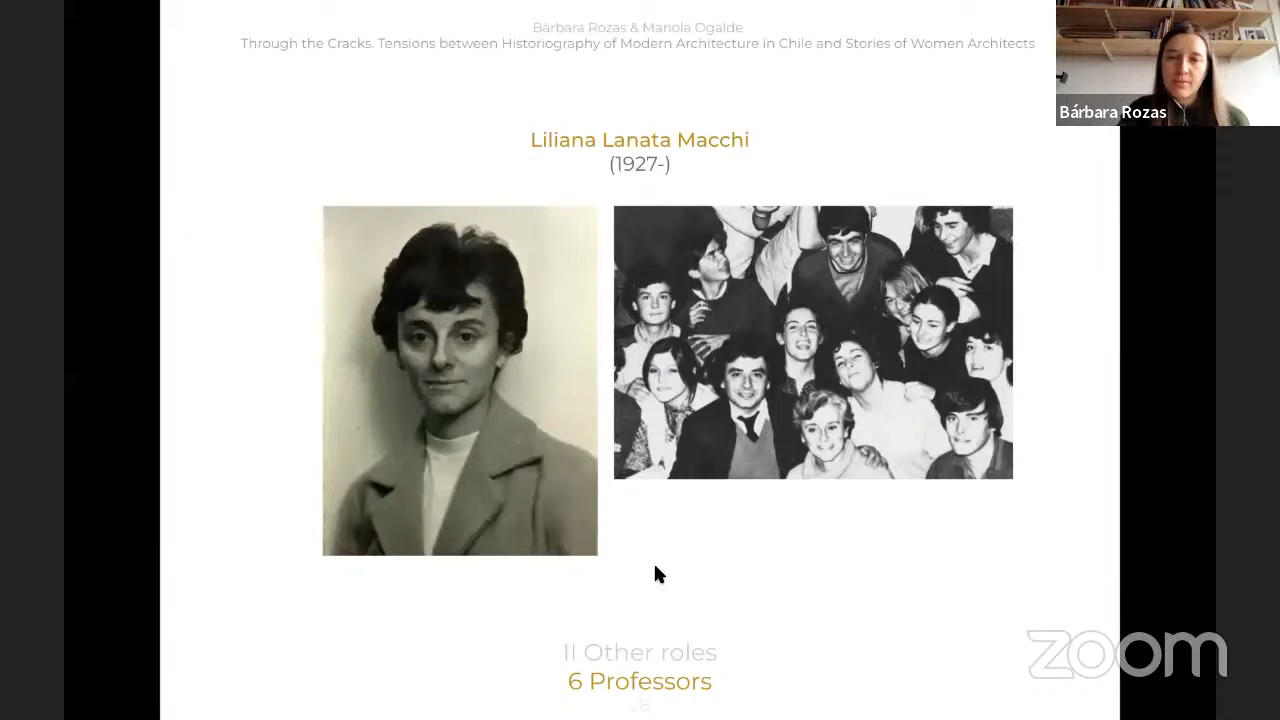 Bárbara Rozas & Manola Ogalde
Through the Cracks. Tensions between Historiography of Modern Architecture in Chile and Stories of Women Architects
Bárbara Rozas
Liliana Lanata Macchi
(1927-)
II Other roles
6 Professors
zoom